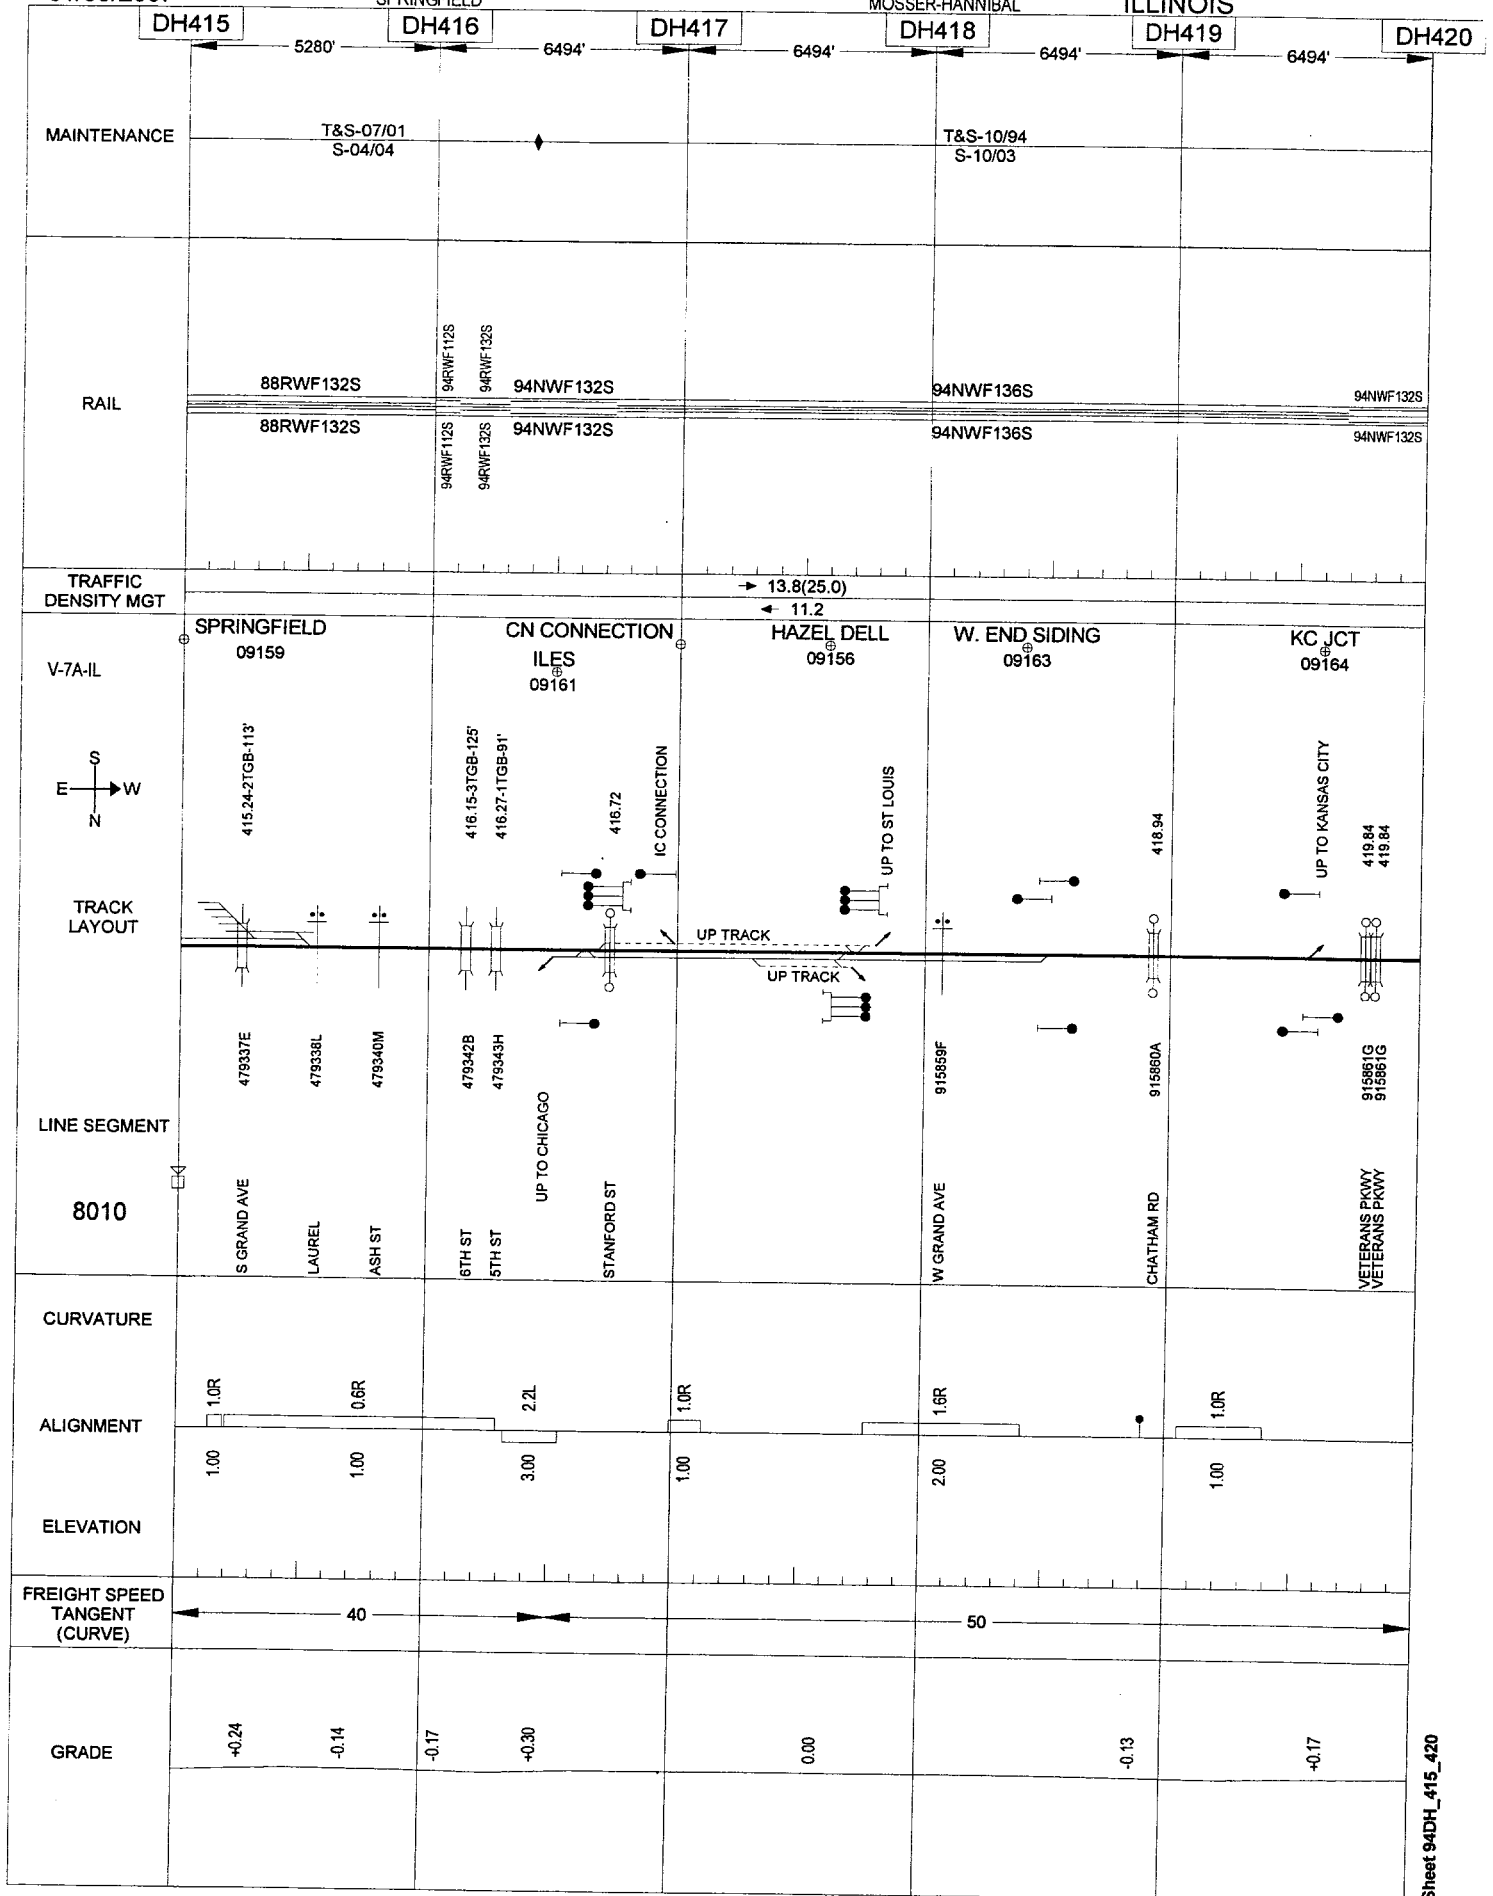 SPRINGFIELD
MOSSER-HANNIBAL
ILLINOIS
DH415
DH416
DH417
DH418
DH419
DH420
5280'
6494'
6494'
6494'
6494'
MAINTENANCE
T&S-07/01
S-04/04
T&S-10/94
S-10/03
RAIL
88RWF132S
88RWF132S
94RWF112S
94RWF112S
94RWF132S
94RWF132S
94NWF132S
94NWF132S
94NWF136S
94NWF136S
94NWF132S
94NWF132S
TRAFFIC
DENSITY MGT
13.8(25.0)
11.2
V-7A-IL
SPRINGFIELD
09159
CN CONNECTION
ILES
09161
HAZEL DELL
09156
W. END SIDING
09163
KC JCT
09164
S
E
W
N
415.24-2TGB-113'
416.15-3TGB-125'
416.27-1TGB-91'
416.72
IC CONNECTION
UP TO ST LOUIS
418.94
UP TO KANSAS CITY
419.84
419.84
TRACK
LAYOUT
UP TRACK
UP TRACK
479337E
479338L
479340M
479342B
479343H
915859F
915860A
915861G
915861G
LINE SEGMENT
8010
S GRAND AVE
LAUREL
ASH ST
6TH ST
5TH ST
UP TO CHICAGO
STANFORD ST
W GRAND AVE
CHATHAM RD
VETERANS PKWY
VETERANS PKWY
CURVATURE
ALIGNMENT
1.0R
0.6R
2.2L
1.0R
1.6R
1.0R
1.00
1.00
3.00
1.00
2.00
1.00
ELEVATION
FREIGHT SPEED
TANGENT
(CURVE)
40
50
GRADE
+0.24
-0.14
-0.17
+0.30
0.00
-0.13
+0.17
Sheet 94DH_415_420